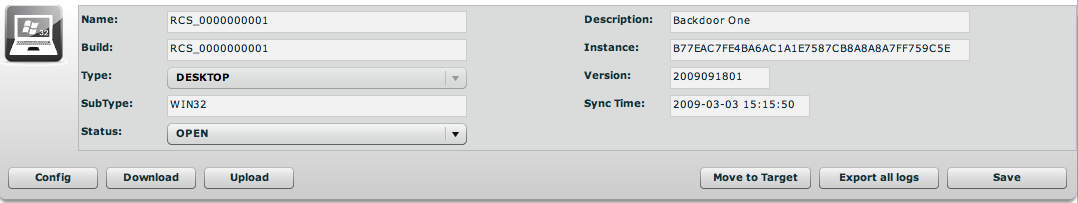 32
Name: RCS_0000000001 Description: Backdoor One
Build: RCS_0000000001 Instance: B77EAC7FE4BA6AC1A1E7587CB8A8A8A7FF759C5E
Type: DESKTOP Version: 2009091801
SubType: WIN32 Sync Time: 2009-03-03 15:15:50
Status: OPEN
Config Download Upload Move to Target Export all logs Save